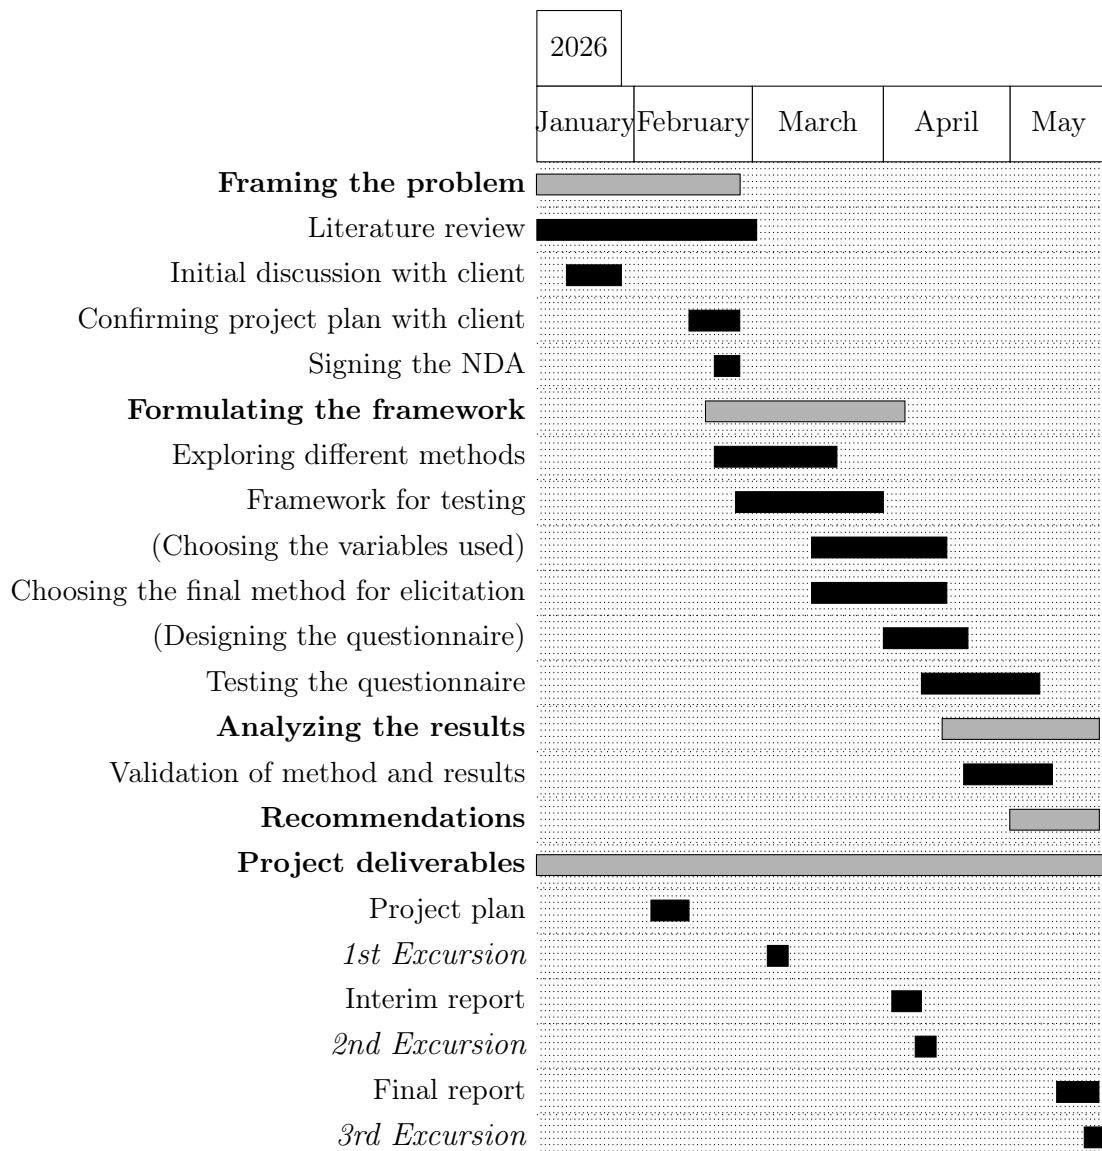 2026
January February March April May
Framing the problem
Literature review
Initial discussion with client
Confirming project plan with client
Signing the NDA
Formulating the framework
Exploring different methods
Framework for testing
(Choosing the variables used)
Choosing the final method for elicitation
(Designing the questionnaire)
Testing the questionnaire
Analyzing the results
Validation of method and results
Recommendations
Project deliverables
Project plan
1st Excursion
Interim report
2nd Excursion
Final report
3rd Excursion